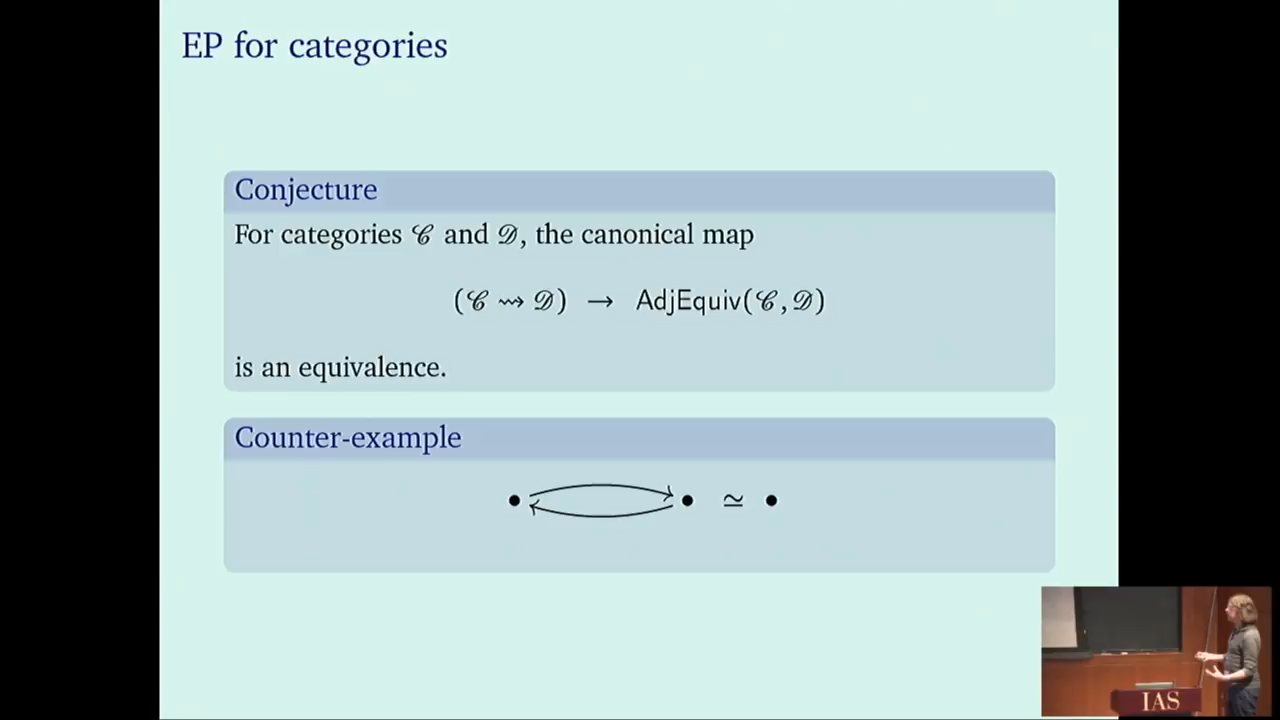 EP for categories
Conjecture
For categories 𝒞 and 𝒟, the canonical map
(𝒞 ⇝ 𝒟) → AdjEquiv(𝒞, 𝒟)
is an equivalence.
Counter-example
≃
IAS